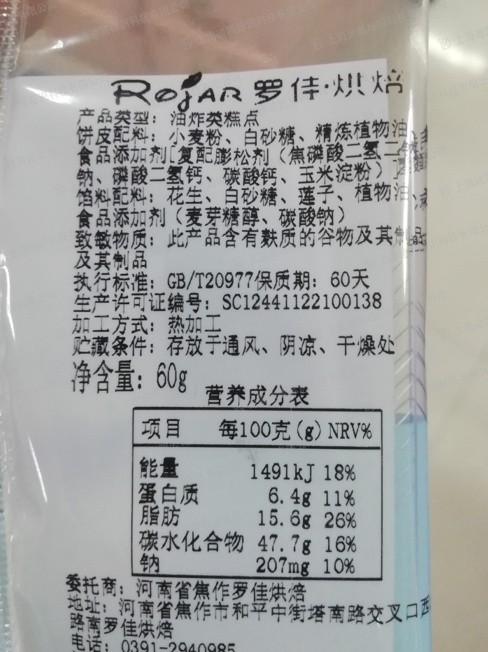 ROJAR 罗佳·烘焙
产品类型：油炸类糕点
饼皮配料：小麦粉、白砂糖、精炼植物油
食品添加剂[复配膨松剂（焦磷酸二氢二
钠、磷酸二氢钙、碳酸钙、玉米淀粉）
馅料配料：花生、白砂糖、莲子、植物油、
食品添加剂（麦芽糖醇、碳酸钠）
致敏物质：此产品含有麸质的谷物及其制品
及其制品
执行标准：GB/T20977保质期：60天
生产许可证编号：SC12441122100138
加工方式：热加工
贮藏条件：存放于通风、阴凉、干燥处
净含量：60g
营养成分表
项目 每100克(g) NRV%
能量 1491kJ 18%
蛋白质 6.4g 11%
脂肪 15.6g 26%
碳水化合物 47.7g 16%
钠 207mg 10%
委托商：河南省焦作罗佳烘焙
地址：河南省焦作市和平中街塔南路交叉口西
路南罗佳烘焙
电话：0391-2940985